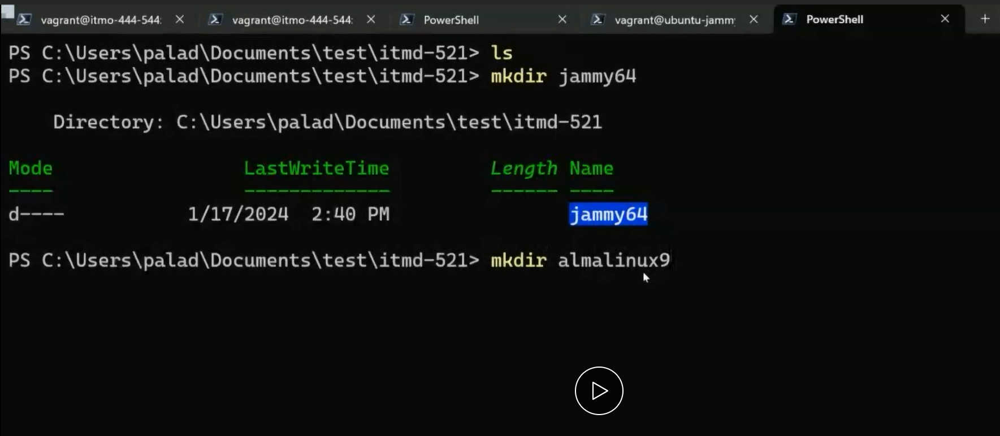 vagrant@itmo-444-544: vagrant@itmo-444-544: PowerShell vagrant@ubuntu-jammy PowerShell
PS C:\Users\palad\Documents\test\itmd-521> ls
PS C:\Users\palad\Documents\test\itmd-521> mkdir jammy64
Directory: C:\Users\palad\Documents\test\itmd-521
Mode LastWriteTime Length Name
---- ------------- ------ ----
d---- 1/17/2024 2:40 PM jammy64
PS C:\Users\palad\Documents\test\itmd-521> mkdir almalinux9